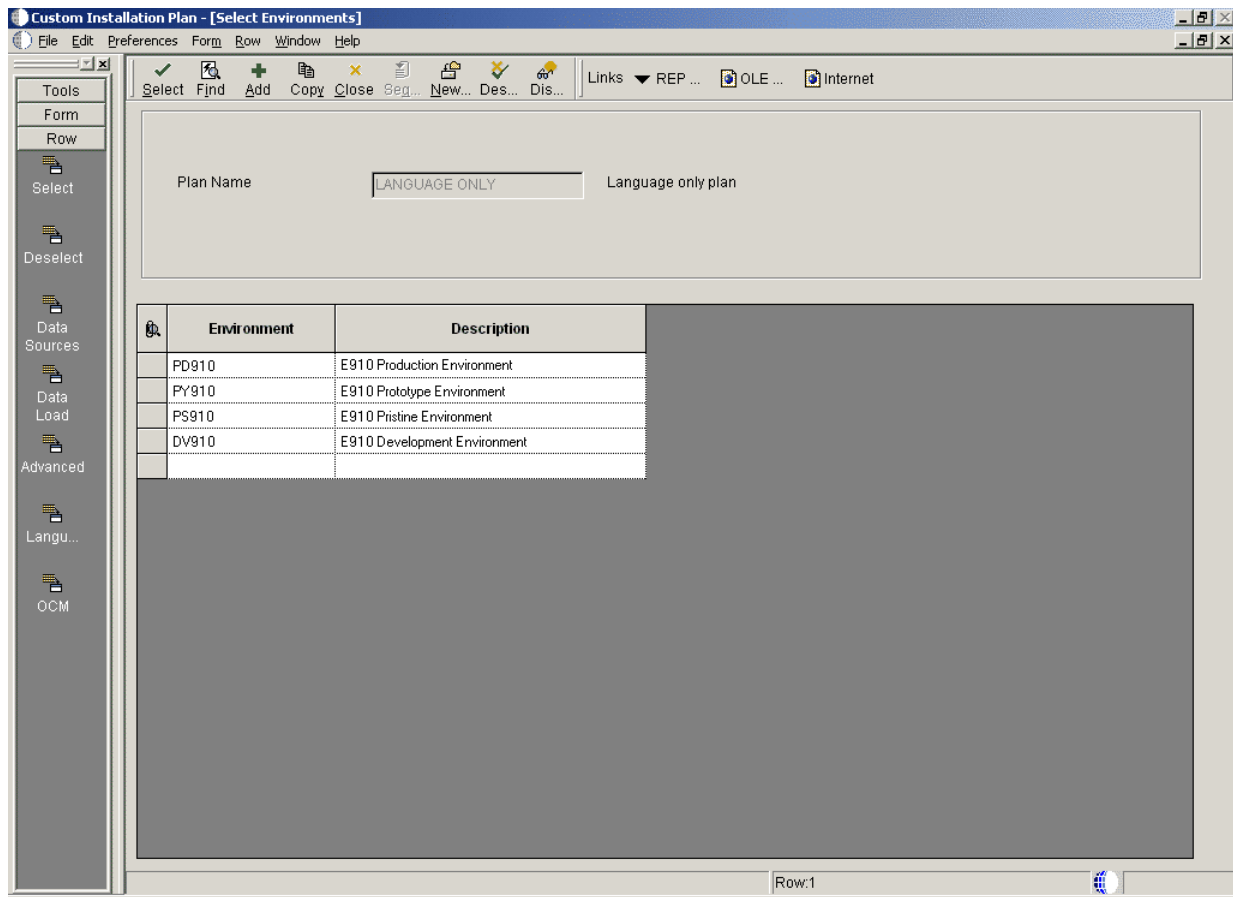 Custom Installation Plan - [Select Environments]
File Edit Preferences Form Row Window Help
Select Find Add Copy Close Seq... New... Des... Dis... Links REP ... OLE ... Internet
Tools
Form
Row
Select
Deselect
Data
Sources
Data
Load
Advanced
Langu...
OCM
Plan Name LANGUAGE ONLY Language only plan
Environment Description
PD910 E910 Production Environment
PY910 E910 Prototype Environment
PS910 E910 Pristine Environment
DV910 E910 Development Environment
Row:1